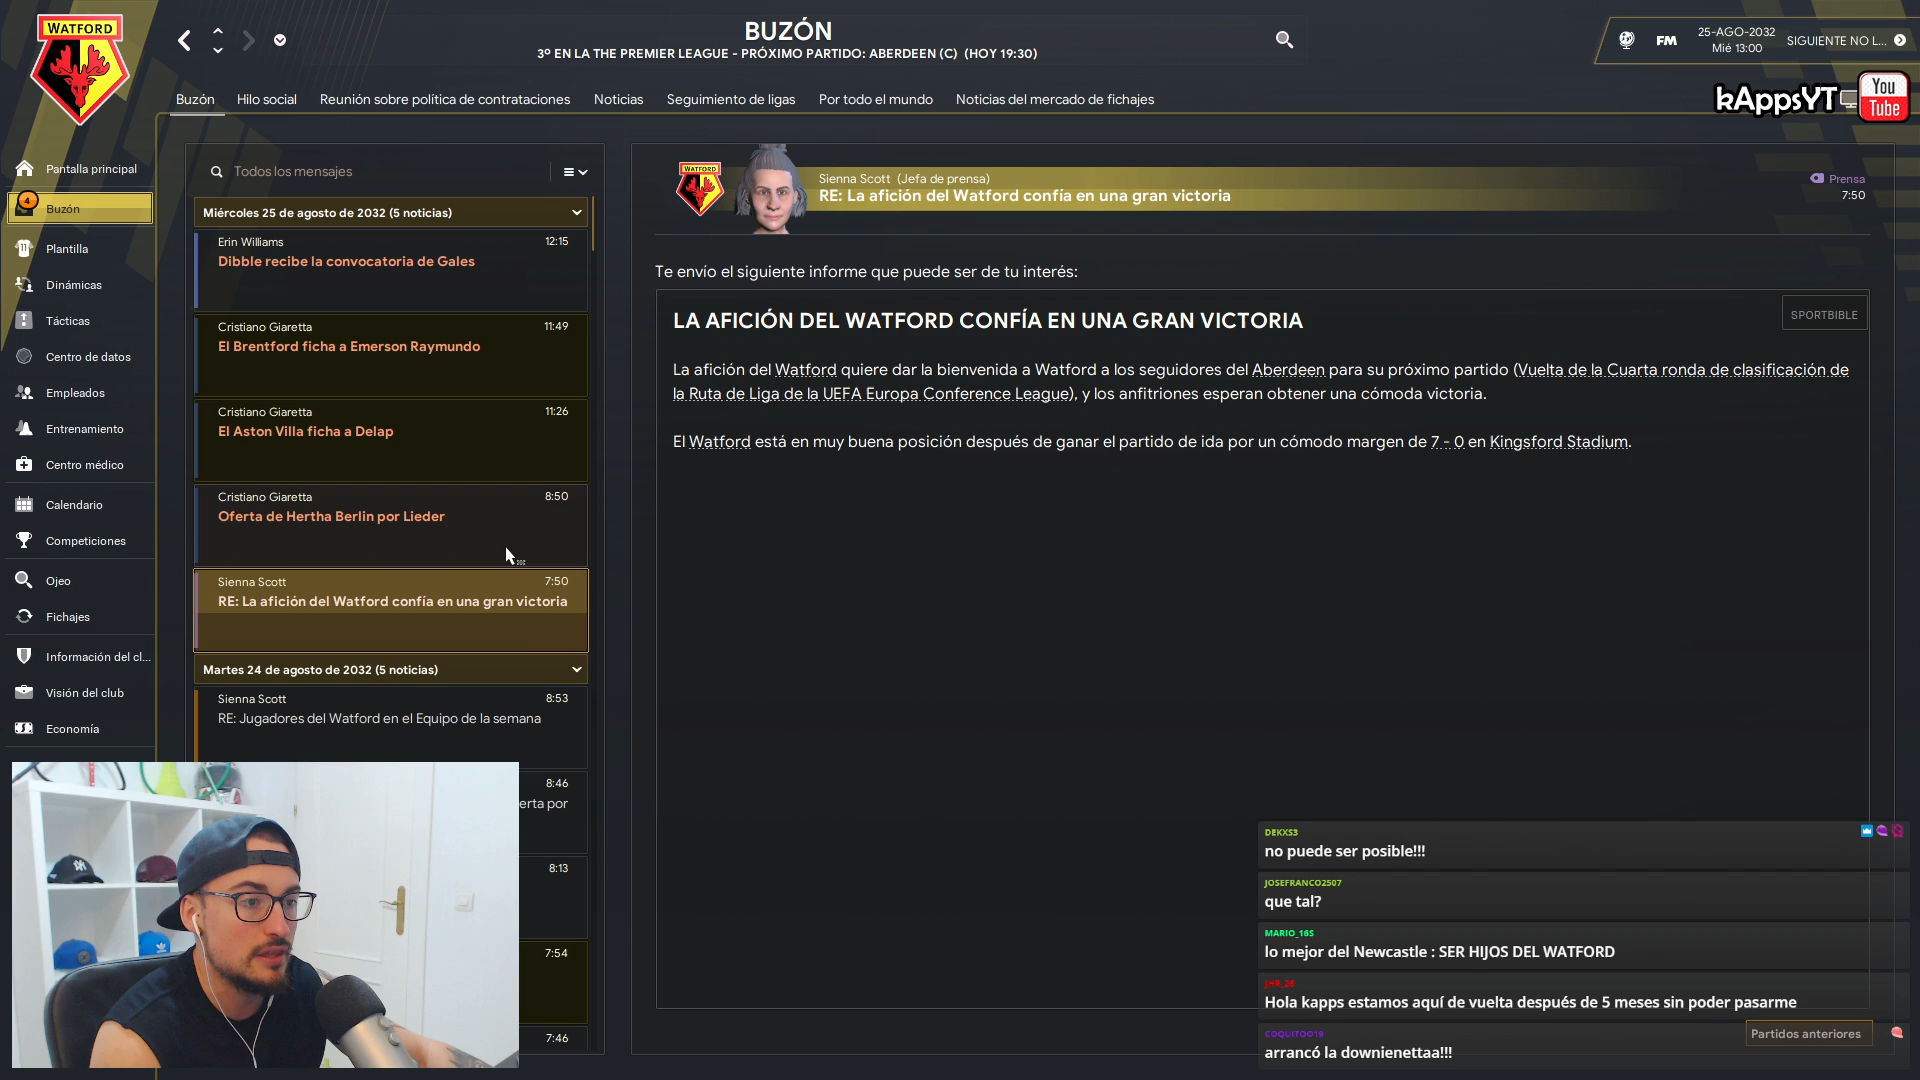 WATFORD
BUZÓN
3º EN LA THE PREMIER LEAGUE - PRÓXIMO PARTIDO: ABERDEEN (C) (HOY 19:30)
FM
25-AGO-2032
Mié 13:00
SIGUIENTE NO L...
Buzón
Hilo social
Reunión sobre política de contrataciones
Noticias
Seguimiento de ligas
Por todo el mundo
Noticias del mercado de fichajes
kAppsYT
You
Tube
Pantalla principal
4
Buzón
Plantilla
Dinámicas
Tácticas
Centro de datos
Empleados
Entrenamiento
Centro médico
Calendario
Competiciones
Ojeo
Fichajes
Información del cl...
Visión del club
Economía
Todos los mensajes
Miércoles 25 de agosto de 2032 (5 noticias)
Erin Williams 12:15
Dibble recibe la convocatoria de Gales
Cristiano Giaretta 11:49
El Brentford ficha a Emerson Raymundo
Cristiano Giaretta 11:26
El Aston Villa ficha a Delap
Cristiano Giaretta 8:50
Oferta de Hertha Berlin por Lieder
Sienna Scott 7:50
RE: La afición del Watford confía en una gran victoria
Martes 24 de agosto de 2032 (5 noticias)
Sienna Scott 8:53
RE: Jugadores del Watford en el Equipo de la semana
8:46
erta por
8:13
7:54
7:46
WATFORD
Sienna Scott (Jefa de prensa)
RE: La afición del Watford confía en una gran victoria
Prensa
7:50
Te envío el siguiente informe que puede ser de tu interés:
LA AFICIÓN DEL WATFORD CONFÍA EN UNA GRAN VICTORIA
SPORTBIBLE
La afición del Watford quiere dar la bienvenida a Watford a los seguidores del Aberdeen para su próximo partido (Vuelta de la Cuarta ronda de clasificación de
la Ruta de Liga de la UEFA Europa Conference League), y los anfitriones esperan obtener una cómoda victoria.
El Watford está en muy buena posición después de ganar el partido de ida por un cómodo margen de 7 - 0 en Kingsford Stadium.
DEKXS3
no puede ser posible!!!
JOSEFRANCO2507
que tal?
MARIO_16S
lo mejor del Newcastle : SER HIJOS DEL WATFORD
Hola kapps estamos aquí de vuelta después de 5 meses sin poder pasarme
Partidos anteriores
COQUITOO19
arrancó la downienettaa!!!